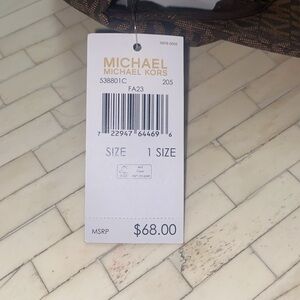 MICHAEL
MICHAEL KORS
538801C 205
FA23
7 22947 64469 6
SIZE 1 SIZE
MSRP $68.00